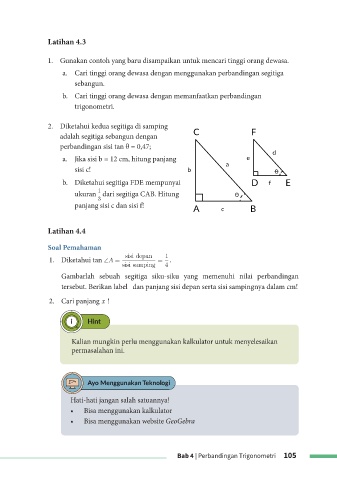 Latihan 4.3
1. Gunakan contoh yang baru disampaikan untuk mencari tinggi orang dewasa.
a. Cari tinggi orang dewasa dengan menggunakan perbandingan segitiga
sebangun.
b. Cari tinggi orang dewasa dengan memanfaatkan perbandingan
trigonometri.
2. Diketahui kedua segitiga di samping
adalah segitiga sebangun dengan
perbandingan sisi tan θ = 0,47;
a. Jika sisi b = 12 cm, hitung panjang
sisi c!
b. Diketahui segitiga FDE mempunyai
ukuran 1/3 dari segitiga CAB. Hitung
panjang sisi c dan sisi f!
C
F
b
a
e
d
θ
D f E
θ
A c B
Latihan 4.4
Soal Pemahaman
1. Diketahui tan ∠A = sisi depan/sisi samping = 1/4.
Gambarlah sebuah segitiga siku-siku yang memenuhi nilai perbandingan
tersebut. Berikan label dan panjang sisi depan serta sisi sampingnya dalam cm!
2. Cari panjang x !
Hint
Kalian mungkin perlu menggunakan kalkulator untuk menyelesaikan
permasalahan ini.
Ayo Menggunakan Teknologi
Hati-hati jangan salah satuannya!
• Bisa menggunakan kalkulator
• Bisa menggunakan website GeoGebra
Bab 4 | Perbandingan Trigonometri 105